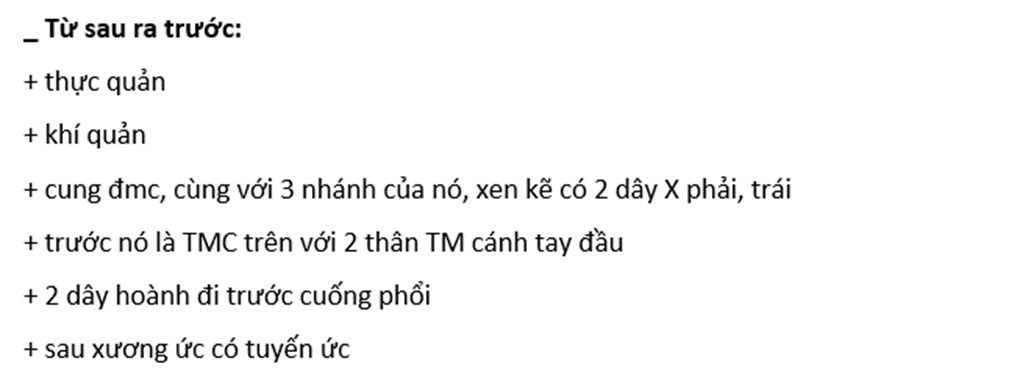 _ Từ sau ra trước:
+ thực quản
+ khí quản
+ cung đmc, cùng với 3 nhánh của nó, xen kẽ có 2 dây X phải, trái
+ trước nó là TMC trên với 2 thân TM cánh tay đầu
+ 2 dây hoành đi trước cuống phổi
+ sau xương ức có tuyến ức